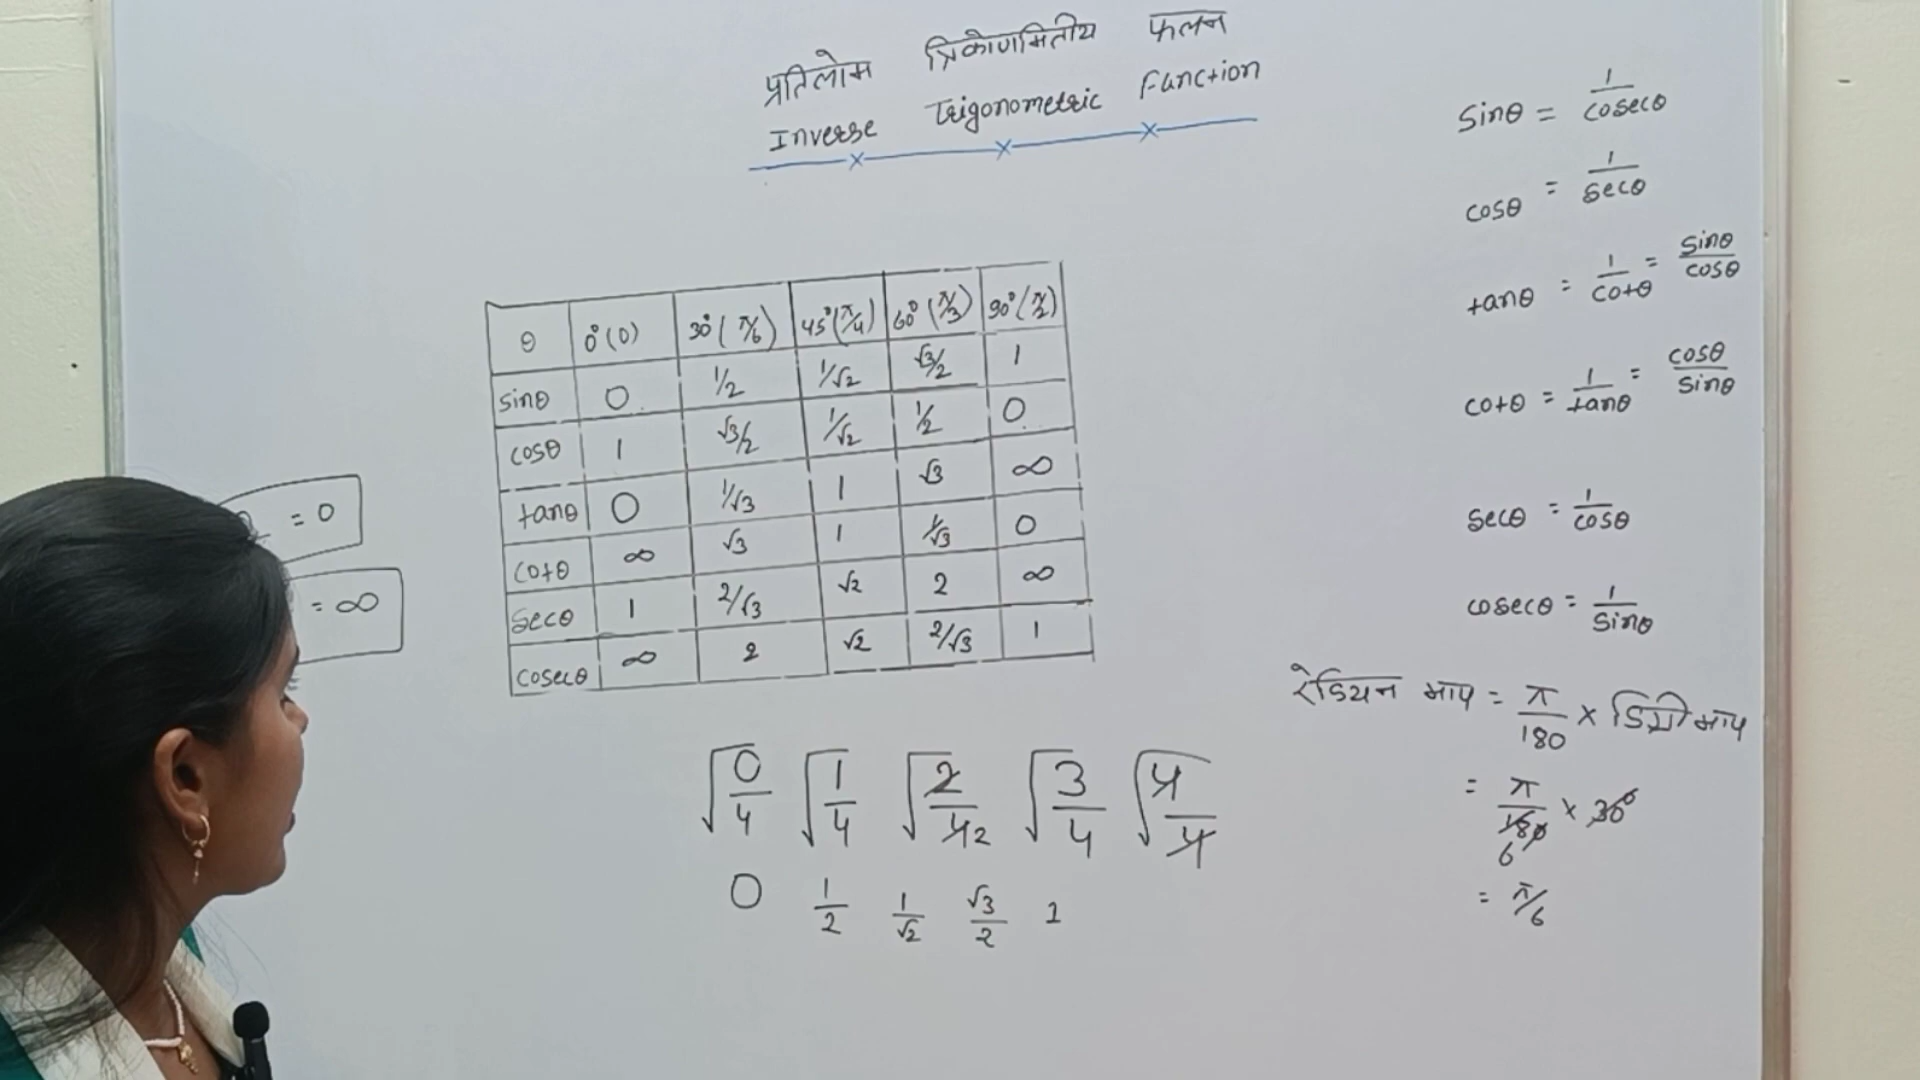 प्रतिलोम त्रिकोणमितीय फलन
Inverse Trigonometric Function
θ 0°(0) 30°(π/6) 45°(π/4) 60°(π/3) 90°(π/2)
sinθ 0 1/2 1/√2 √3/2 1
cosθ 1 √3/2 1/√2 1/2 0
tanθ 0 1/√3 1 √3 ∞
cotθ ∞ √3 1 1/√3 0
secθ 1 2/√3 √2 2 ∞
cosecθ ∞ 2 √2 2/√3 1
= 0
= ∞
√0/4 √1/4 √2/4 2 √3/4 √4/4
0 1/2 1/√2 √3/2 1
sinθ = 1/cosecθ
cosθ = 1/secθ
tanθ = 1/cotθ = sinθ/cosθ
cotθ = 1/tanθ = cosθ/sinθ
secθ = 1/cosθ
cosecθ = 1/sinθ
रेडियन माप = π/180 × डिग्री माप
= π/180 × 30°
6
= π/6